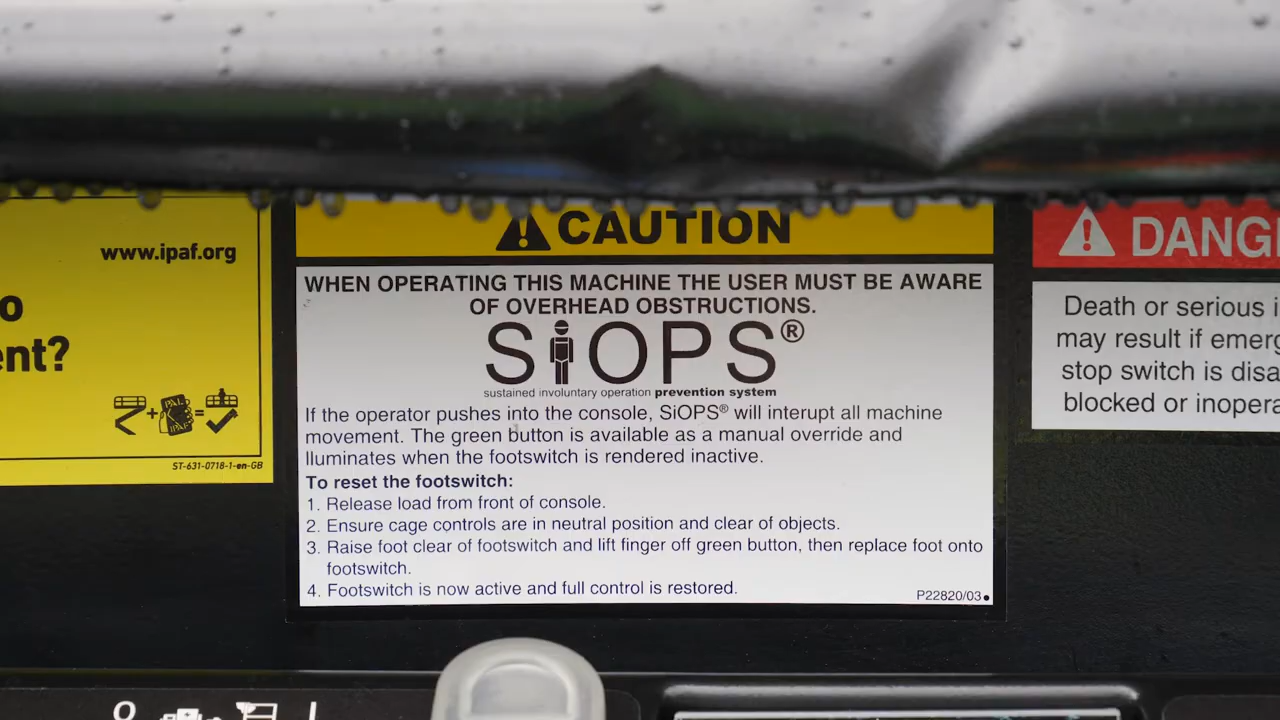 www.ipaf.org
o
ent?
PAL
IPAF
ST-631-0718-1-en-GB
CAUTION
WHEN OPERATING THIS MACHINE THE USER MUST BE AWARE
OF OVERHEAD OBSTRUCTIONS.
SiOPS®
sustained involuntary operation prevention system
If the operator pushes into the console, SiOPS® will interupt all machine
movement. The green button is available as a manual override and
Iluminates when the footswitch is rendered inactive.
To reset the footswitch:
1. Release load from front of console.
2. Ensure cage controls are in neutral position and clear of objects.
3. Raise foot clear of footswitch and lift finger off green button, then replace foot onto
footswitch.
4. Footswitch is now active and full control is restored.
P22820/03
DANG
Death or serious i
may result if emerg
stop switch is disa
blocked or inopera